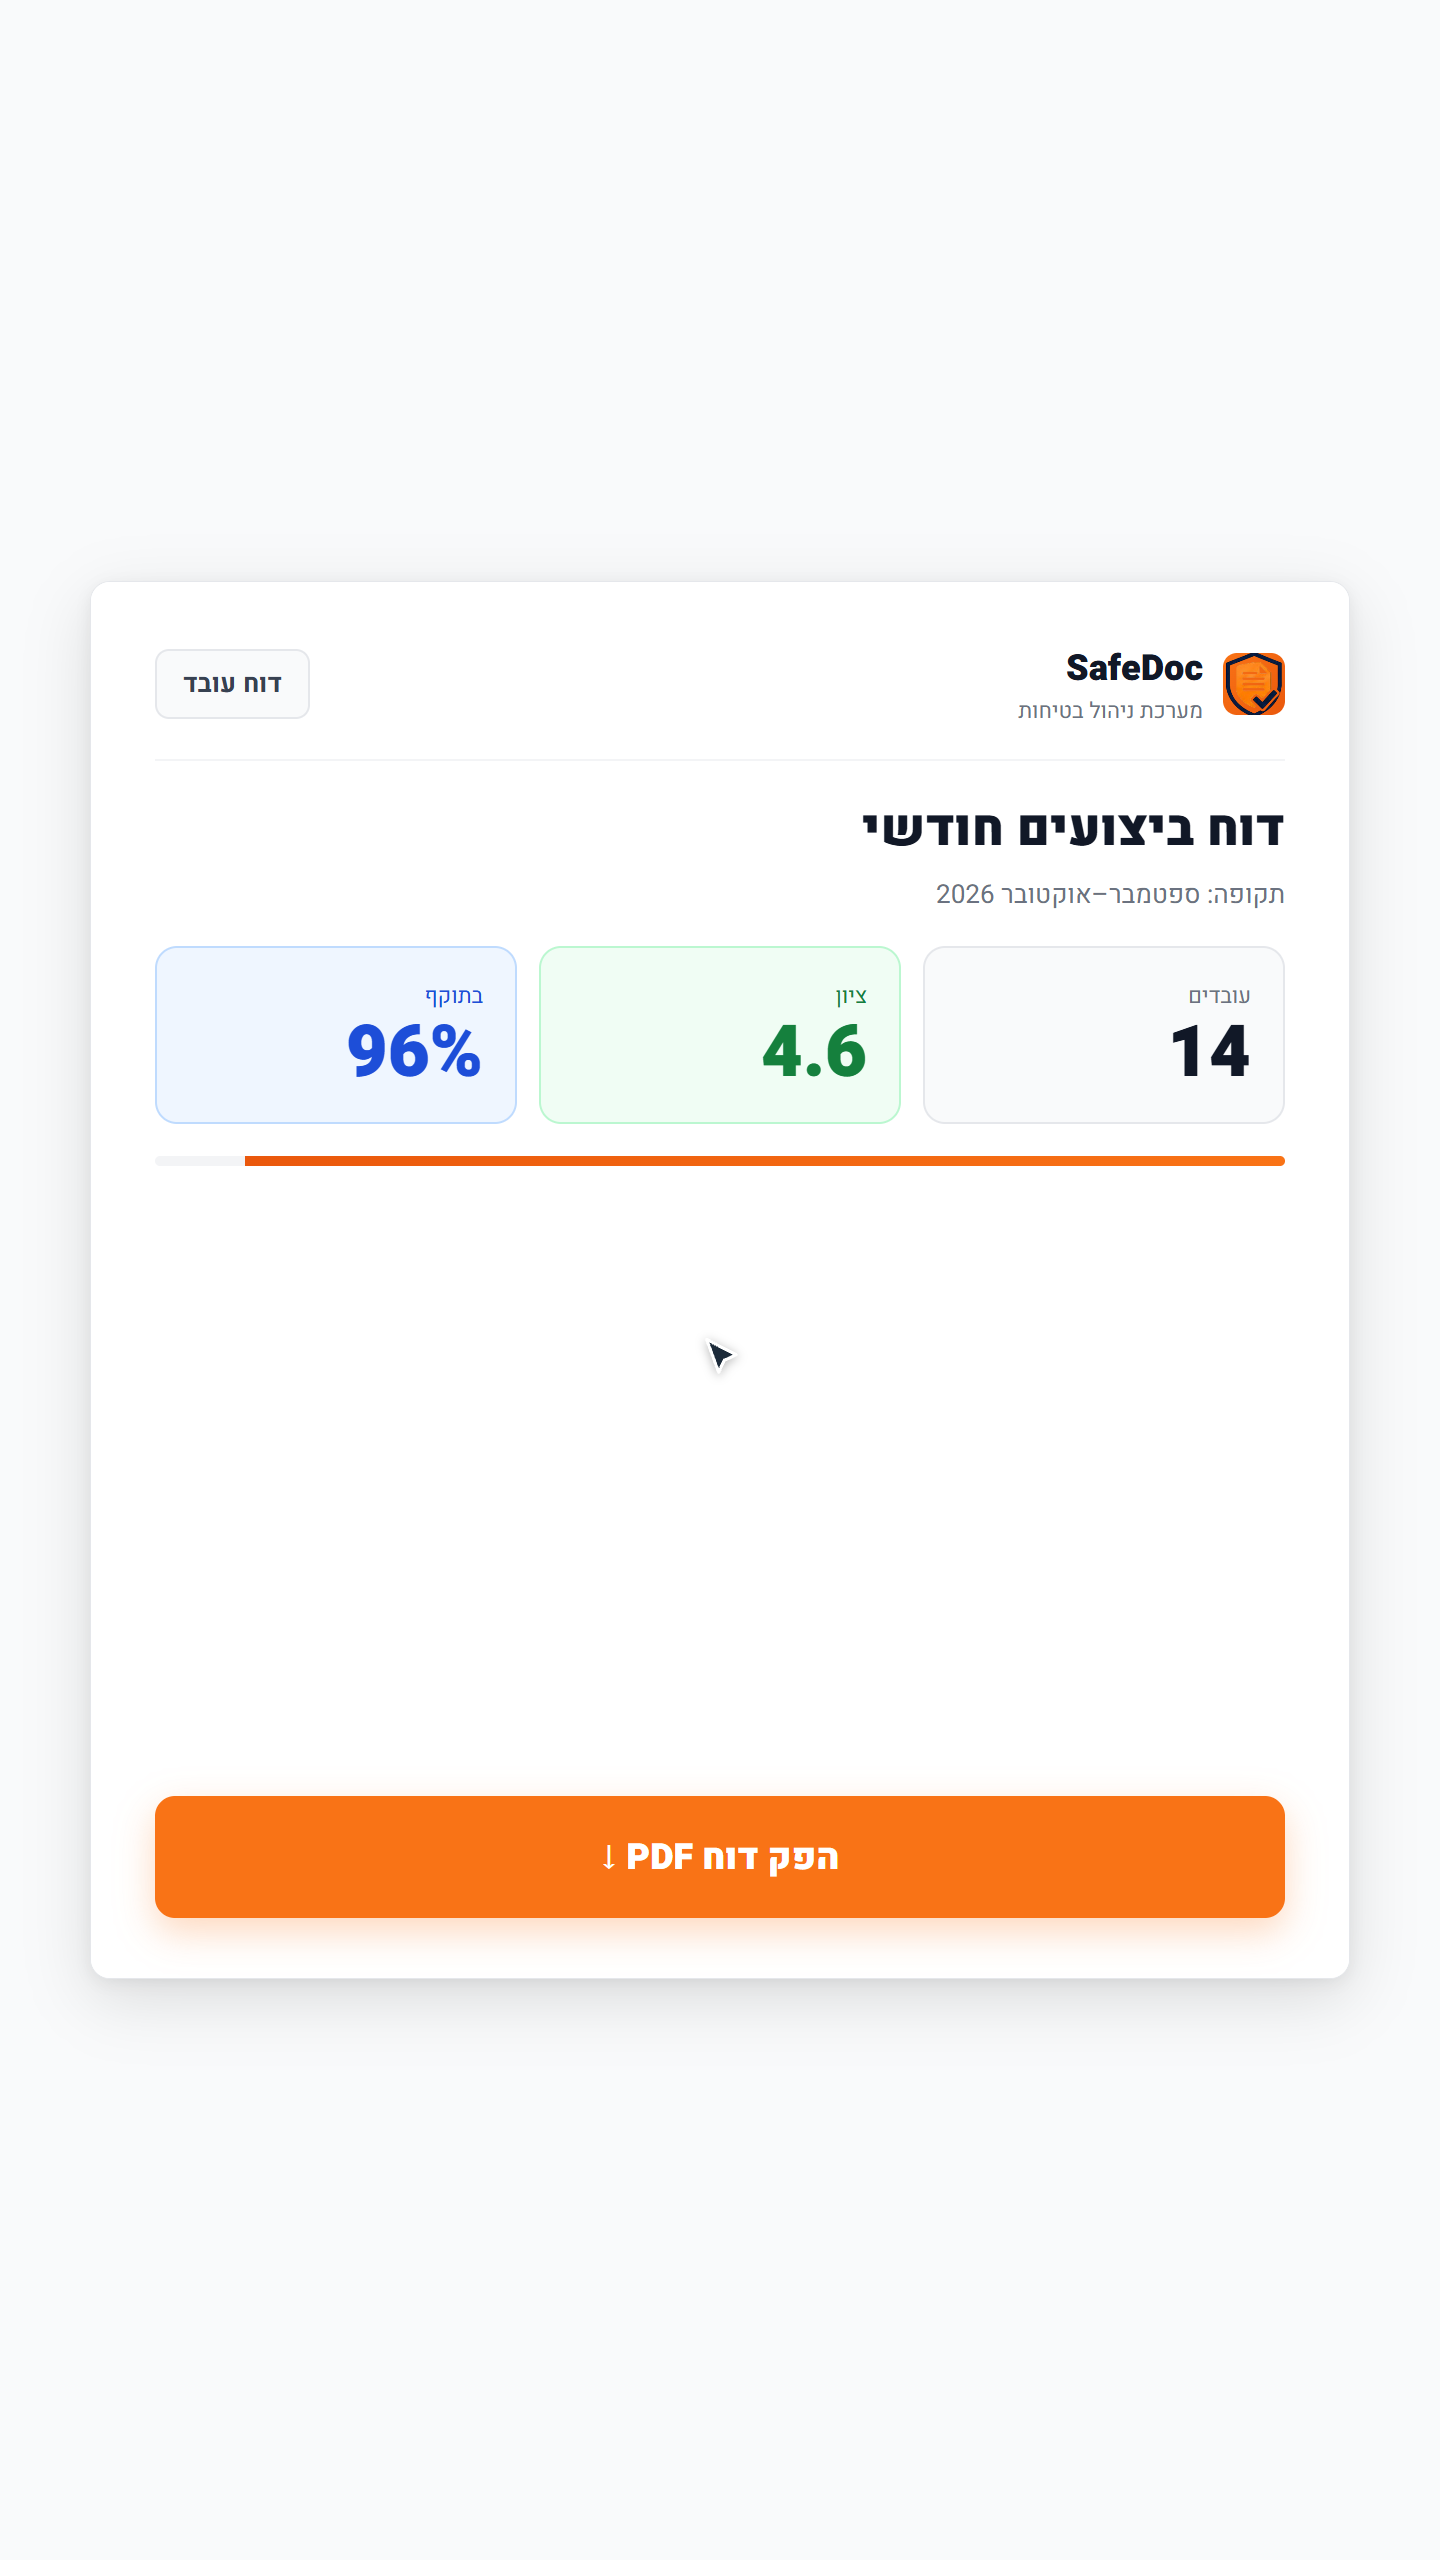 SafeDoc
מערכת ניהול בטיחות
דוח עובד
דוח ביצועים חודשי
תקופה: ספטמבר–אוקטובר 2026
עובדים
14
ציון
4.6
בתוקף
96%
הפק דוח PDF ↓